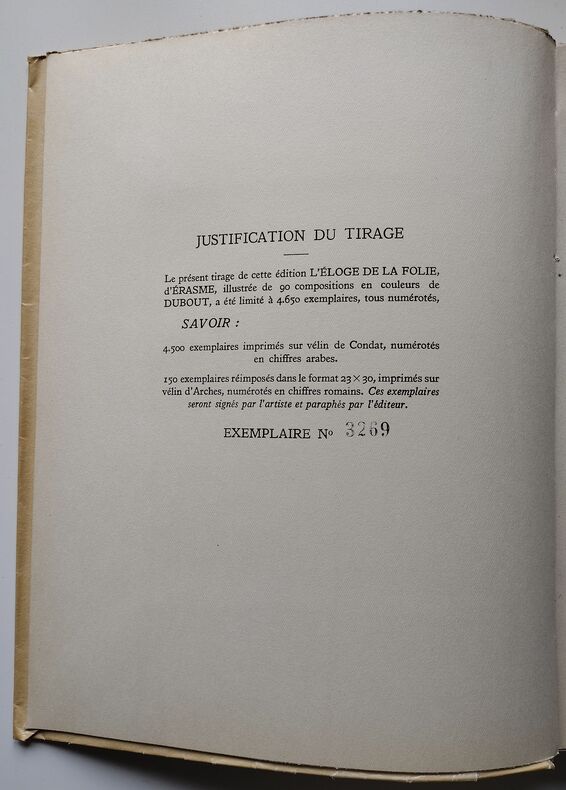 JUSTIFICATION DU TIRAGE
Le présent tirage de cette édition L'ÉLOGE DE LA FOLIE,
d'ÉRASME, illustrée de 90 compositions en couleurs de
DUBOUT, a été limité à 4.650 exemplaires, tous numérotés,
SAVOIR :
4.500 exemplaires imprimés sur vélin de Condat, numérotés
en chiffres arabes.
150 exemplaires réimposés dans le format 23 × 30, imprimés sur
vélin d'Arches, numérotés en chiffres romains. Ces exemplaires
seront signés par l'artiste et paraphés par l'éditeur.
EXEMPLAIRE Nº 3269